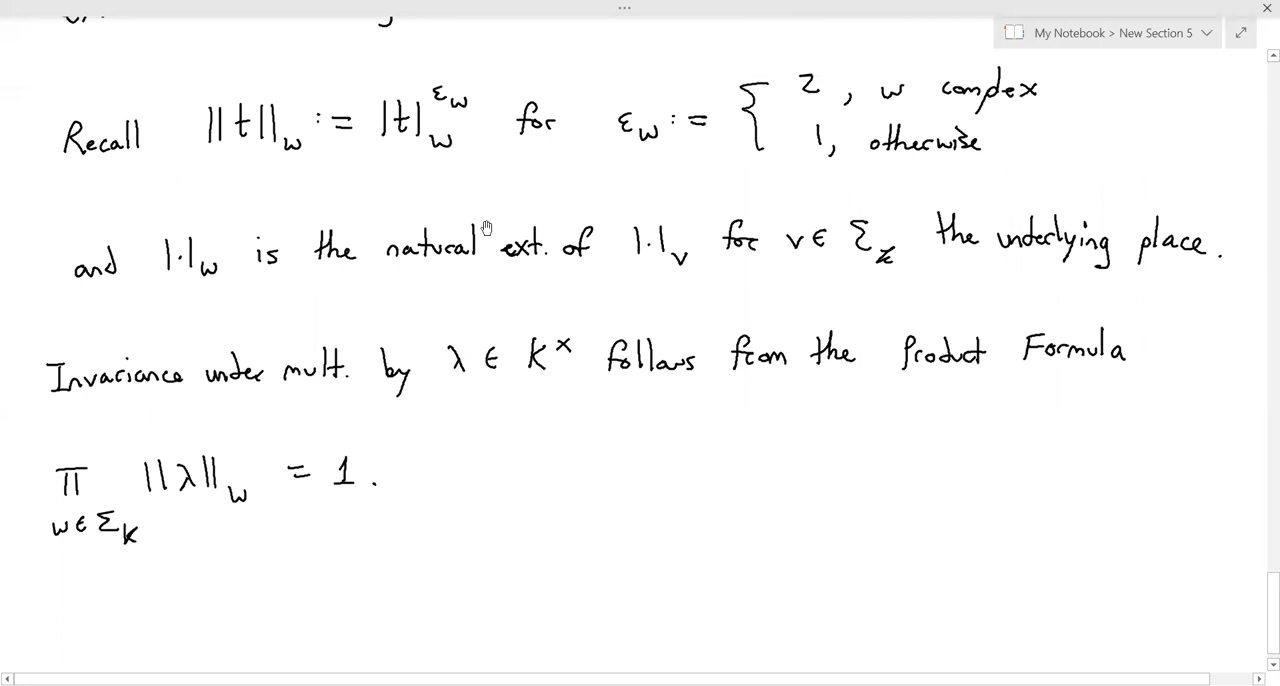 My Notebook > New Section 5
Recall ||t||_w := |t|_w^{ε_w} for ε_w := { 2, w complex
1, otherwise
and |·|_w is the natural ext. of |·|_v for v ∈ Σ_ℤ the underlying place.
Invariance under mult. by λ ∈ K^× follows from the Product Formula
∏ ||λ||_w = 1.
w ∈ Σ_K